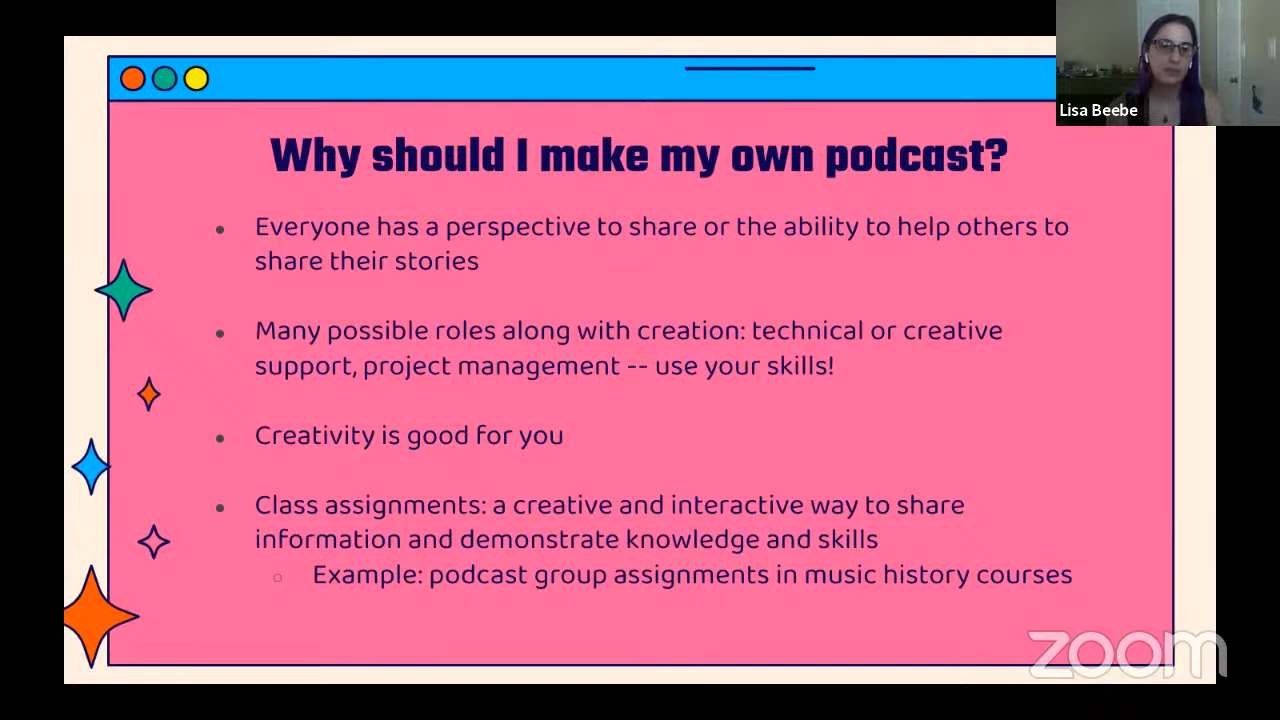 Lisa Beebe
Why should I make my own podcast?
• Everyone has a perspective to share or the ability to help others to
share their stories
• Many possible roles along with creation: technical or creative
support, project management -- use your skills!
• Creativity is good for you
• Class assignments: a creative and interactive way to share
information and demonstrate knowledge and skills
○ Example: podcast group assignments in music history courses
zoom